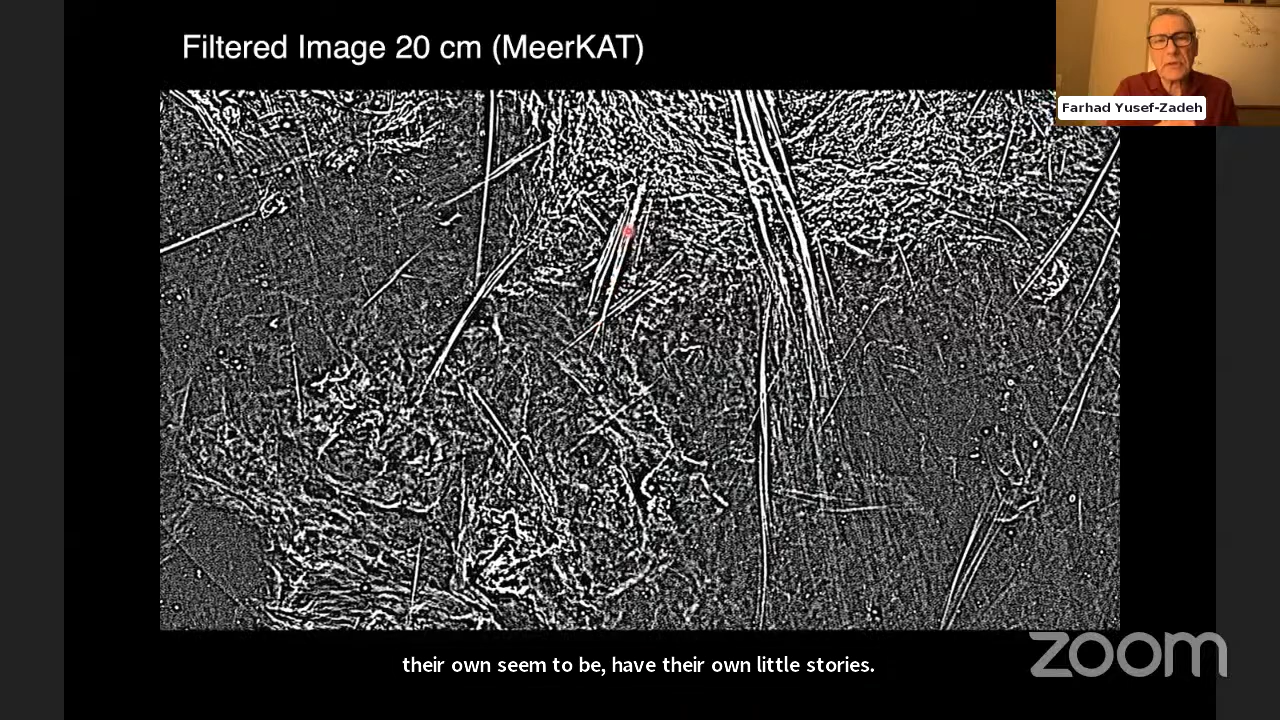 Filtered Image 20 cm (MeerKAT)
Farhad Yusef-Zadeh
their own seem to be, have their own little stories.
zoom